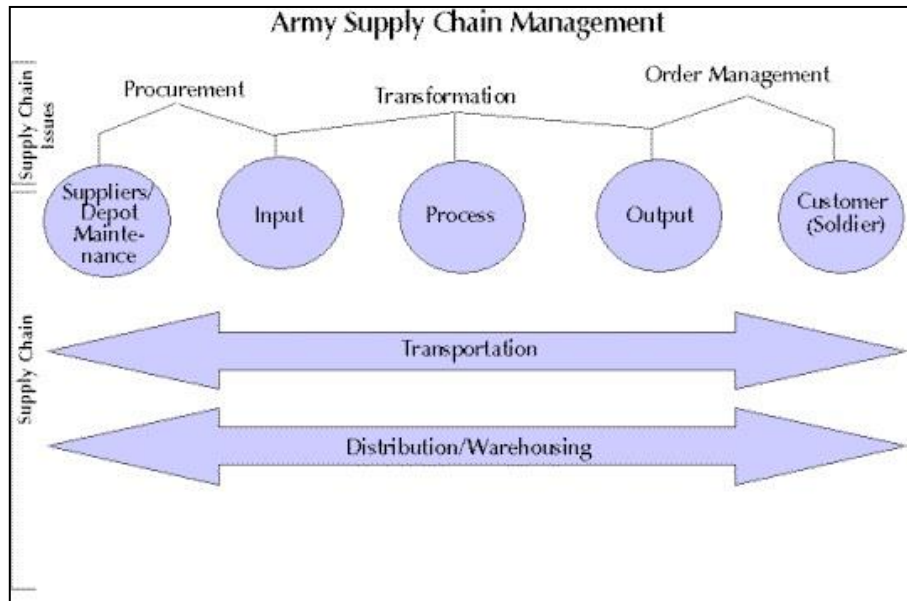 Army Supply Chain Management
Supply Chain
Issues
Procurement
Transformation
Order Management
Suppliers/
Depot
Mainte-
nance
Input
Process
Output
Customer
(Soldier)
Supply Chain
Transportation
Distribution/Warehousing